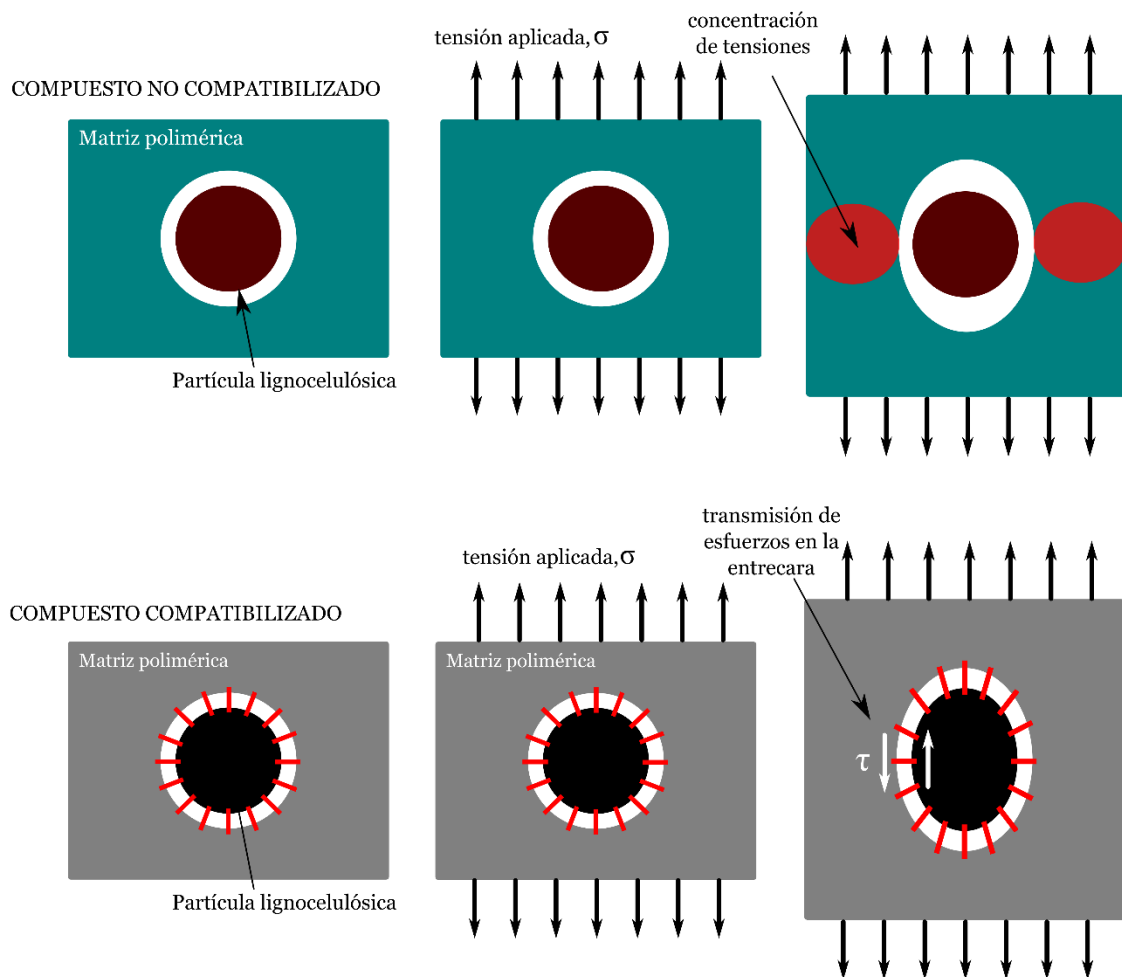 concentración
de tensiones
tensión aplicada, σ
COMPUESTO NO COMPATIBILIZADO
Matriz polimérica
Partícula lignocelulósica
transmisión de
esfuerzos en la
entrecara
tensión aplicada, σ
COMPUESTO COMPATIBILIZADO
Matriz polimérica
Matriz polimérica
τ
Partícula lignocelulósica